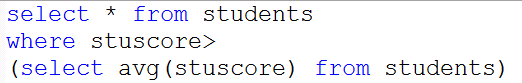 select * from students
where stuscore>
(select avg(stuscore) from students)